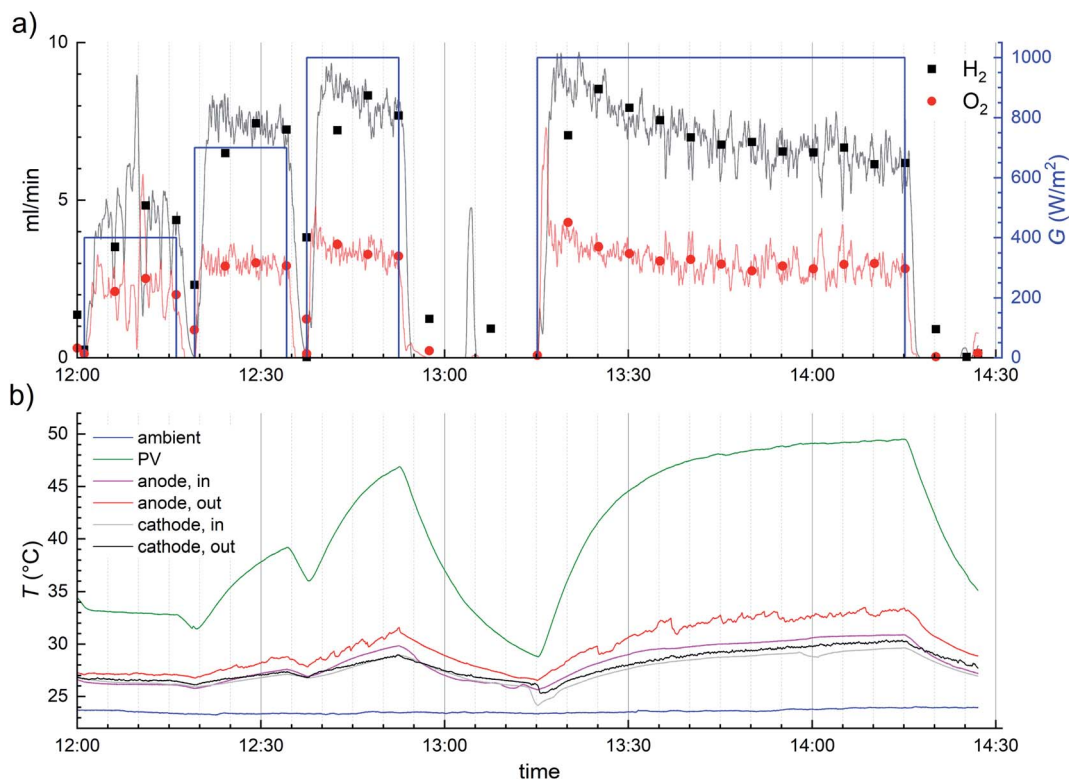 a)
10
5
0
ml/min
1000
800
600
400
200
0
G (W/m²)
H₂
O₂
12:00
12:30
13:00
13:30
14:00
14:30
b)
50
45
40
35
30
25
T (°C)
ambient
PV
anode, in
anode, out
cathode, in
cathode, out
12:00
12:30
13:00
13:30
14:00
14:30
time